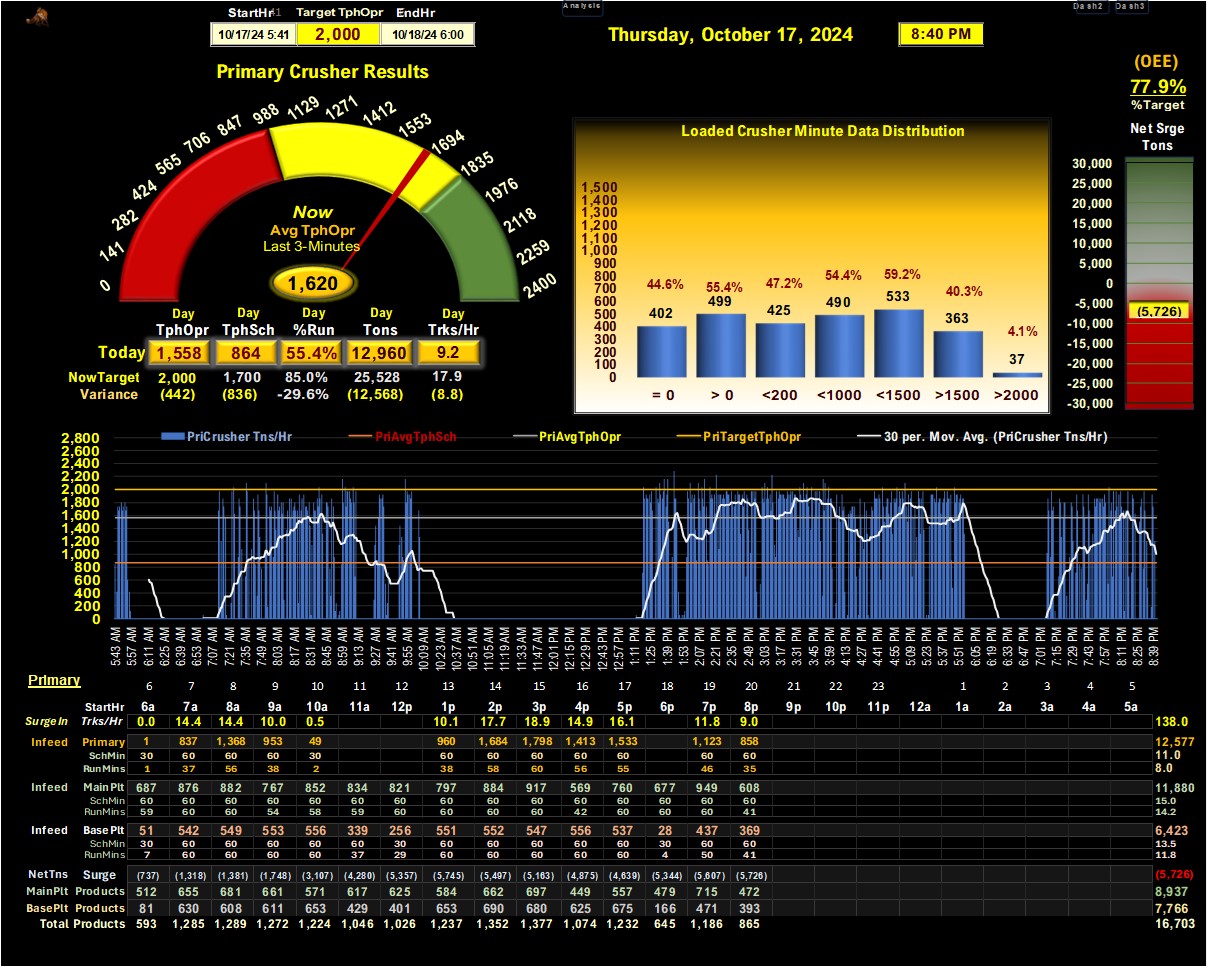 StartHr Target TphOpr EndHr
10/17/24 5:41 2,000 10/18/24 6:00
Analysis
Thursday, October 17, 2024 8:40 PM
Dash2 Dash3
(OEE)
77.9%
%Target
Net Srge
Tons
30,000
25,000
20,000
15,000
10,000
5,000
0
-5,000
(5,726)
-10,000
-15,000
-20,000
-25,000
-30,000
Primary Crusher Results
0 141 282 424 565 706 847 988 1129 1271 1412 1553 1694 1835 1976 2118 2259 2400
Now
Avg TphOpr
Last 3-Minutes
1,620
Day Day Day Day Day
TphOpr TphSch %Run Tons Trks/Hr
Today 1,558 864 55.4% 12,960 9.2
NowTarget 2,000 1,700 85.0% 25,528 17.9
Variance (442) (836) -29.6% (12,568) (8.8)
Loaded Crusher Minute Data Distribution
1,500
1,400
1,300
1,200
1,100
1,000
900
800
700
600
500
400
300
200
100
0
44.6% 55.4% 47.2% 54.4% 59.2% 40.3% 4.1%
402 499 425 490 533 363 37
= 0 > 0 <200 <1000 <1500 >1500 >2000
PriCrusher Tns/Hr PriAvgTphSch PriAvgTphOpr PriTargetTphOpr 30 per. Mov. Avg. (PriCrusher Tns/Hr)
2,800
2,600
2,400
2,200
2,000
1,800
1,600
1,400
1,200
1,000
800
600
400
200
0
5:43 AM 5:57 AM 6:11 AM 6:25 AM 6:39 AM 6:53 AM 7:07 AM 7:21 AM 7:35 AM 7:49 AM 8:03 AM 8:17 AM 8:31 AM 8:45 AM 8:59 AM 9:13 AM 9:27 AM 9:41 AM 9:55 AM 10:09 AM 10:23 AM 10:37 AM 10:51 AM 11:05 AM 11:19 AM 11:33 AM 11:47 AM 12:01 PM 12:15 PM 12:29 PM 12:43 PM 12:57 PM 1:11 PM 1:25 PM 1:39 PM 1:53 PM 2:07 PM 2:21 PM 2:35 PM 2:49 PM 3:03 PM 3:17 PM 3:31 PM 3:45 PM 3:59 PM 4:13 PM 4:27 PM 4:41 PM 4:55 PM 5:09 PM 5:23 PM 5:37 PM 5:51 PM 6:05 PM 6:19 PM 6:33 PM 6:47 PM 7:01 PM 7:15 PM 7:29 PM 7:43 PM 7:57 PM 8:11 PM 8:25 PM 8:39 PM
Primary
6 7 8 9 10 11 12 13 14 15 16 17 18 19 20 21 22 23 1 2 3 4 5
StartHr 6a 7a 8a 9a 10a 11a 12p 1p 2p 3p 4p 5p 6p 7p 8p 9p 10p 11p 12a 1a 2a 3a 4a 5a
SurgeIn Trks/Hr 0.0 14.4 14.4 10.0 0.5 10.1 17.7 18.9 14.9 16.1 11.8 9.0 138.0
Infeed Primary 1 837 1,368 953 49 960 1,684 1,798 1,413 1,533 1,123 858 12,577
SchMin 30 60 60 60 30 60 60 60 60 60 60 60 11.0
RunMins 1 37 56 38 2 38 58 60 56 55 46 35 8.0
Infeed Main Plt 687 876 882 767 852 834 821 797 884 917 569 760 677 949 608 11,880
SchMin 60 60 60 60 60 60 60 60 60 60 60 60 60 60 60 15.0
RunMins 59 60 60 54 58 59 60 60 60 60 42 60 60 60 41 14.2
Infeed Base Plt 51 542 549 553 556 339 256 551 552 547 556 537 28 437 369 6,423
SchMin 30 60 60 60 60 60 30 60 60 60 60 60 30 60 60 13.5
RunMins 7 60 60 60 60 37 29 60 60 60 60 60 4 50 41 11.8
NetTns Surge (737) (1,318) (1,381) (1,748) (3,107) (4,280) (5,357) (5,745) (5,497) (5,163) (4,875) (4,639) (5,344) (5,607) (5,726) (5,726)
MainPlt Products 512 655 681 661 571 617 625 584 662 697 449 557 479 715 472 8,937
BasePlt Products 81 630 608 611 653 429 401 653 690 680 625 675 166 471 393 7,766
Total Products 593 1,285 1,289 1,272 1,224 1,046 1,026 1,237 1,352 1,377 1,074 1,232 645 1,186 865 16,703